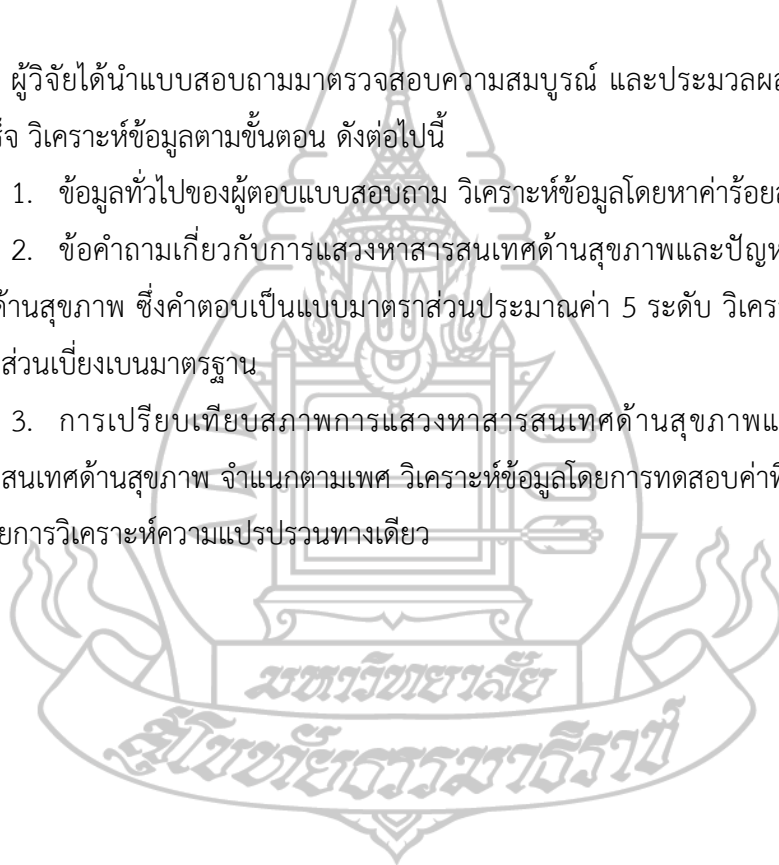 ผู้วิจัยได้นำแบบสอบถามมาตรวจสอบความสมบูรณ์ และประมวลผล
จ วิเคราะห์ข้อมูลตามขั้นตอน ดังต่อไปนี้
1. ข้อมูลทั่วไปของผู้ตอบแบบสอบถาม วิเคราะห์ข้อมูลโดยหาค่าร้อยล
2. ข้อคำถามเกี่ยวกับการแสวงหาสารสนเทศด้านสุขภาพและปัญห
ด้านสุขภาพ ซึ่งคำตอบเป็นแบบมาตราส่วนประมาณค่า 5 ระดับ วิเครา
ส่วนเบี่ยงเบนมาตรฐาน
3. การเปรียบเทียบสภาพการแสวงหาสารสนเทศด้านสุขภาพแ
สนเทศด้านสุขภาพ จำแนกตามเพศ วิเคราะห์ข้อมูลโดยการทดสอบค่าที
ยการวิเคราะห์ความแปรปรวนทางเดียว
มหาวิทยาลัย
สุโขทัยธรรมาธิราช